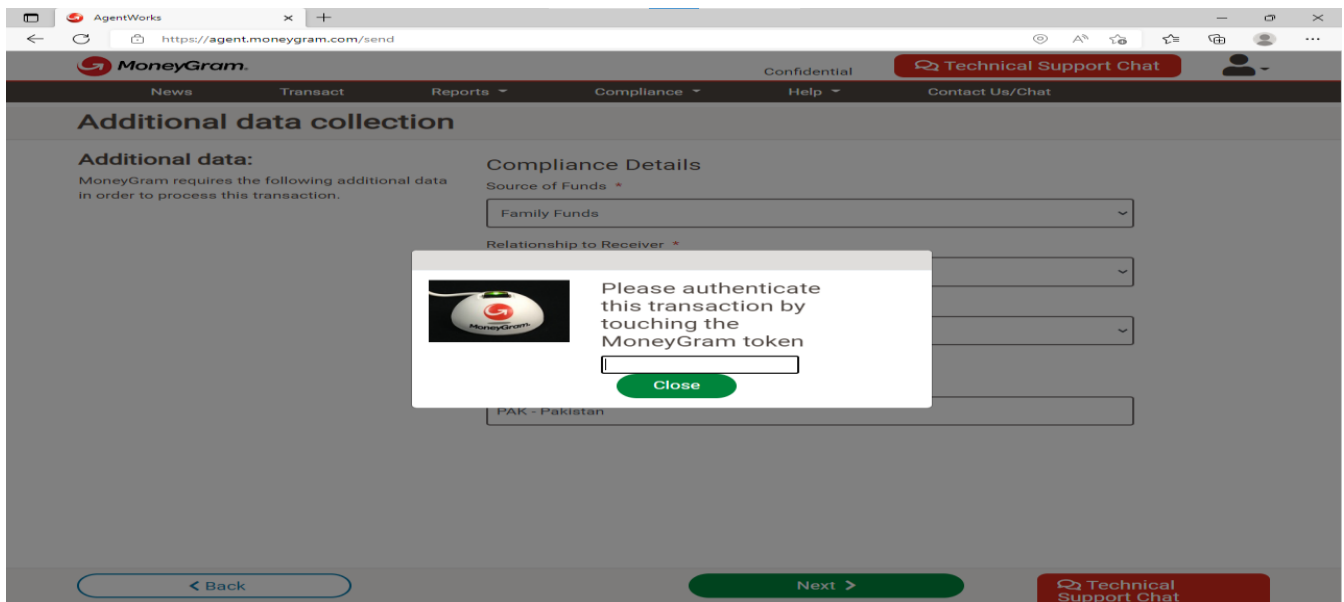 AgentWorks
https://agent.moneygram.com/send
MoneyGram.
Confidential
Technical Support Chat
News Transact Reports Compliance Help Contact Us/Chat
Additional data collection
Additional data:
MoneyGram requires the following additional data
in order to process this transaction.
Compliance Details
Source of Funds *
Family Funds
Relationship to Receiver *
MoneyGram.
Please authenticate
this transaction by
touching the
MoneyGram token
Close
PAK - Pakistan
Back
Next
Technical
Support Chat